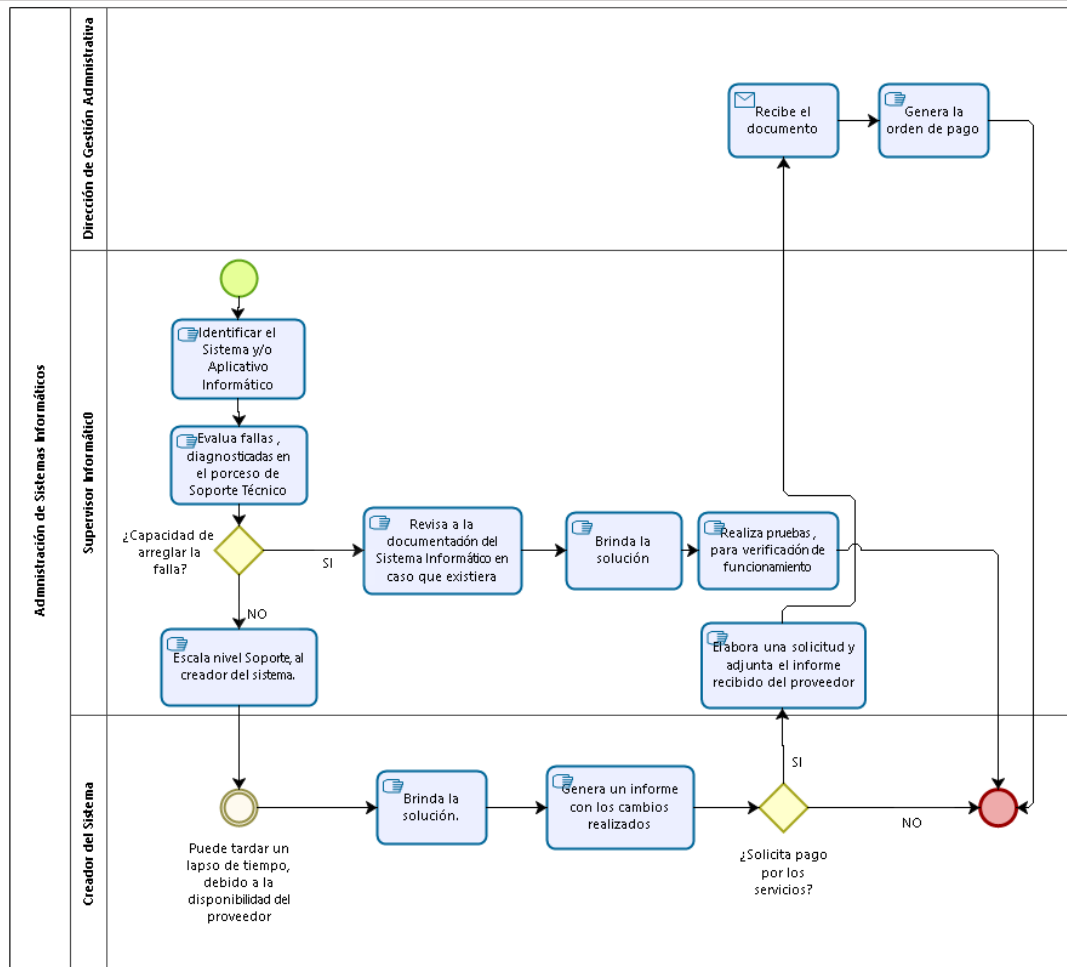 Administración de Sistemas Informáticos
Dirección de Gestión Admnistrativa
Recibe el
documento
Genera la
orden de pago
Supervisor Informátic0
Identificar el
Sistema y/o
Aplicativo
Informático
Evalua fallas ,
diagnosticadas en
el porceso de
Soporte Técnico
¿Capacidad de
arreglar la
falla?
SI
Revisa a la
documentación del
Sistema Informático en
caso que existiera
Brinda la
solución
Realiza pruebas ,
para verificación de
funcionamiento
NO
Escala nivel Soporte, al
creador del sistema.
Elabora una solicitud y
adjunta el informe
recibido del proveedor
Creador del Sistema
Puede tardar un
lapso de tiempo,
debido a la
disponibilidad del
proveedor
Brinda la
solución.
Genera un informe
con los cambios
realizados
SI
NO
¿Solicita pago
por los
servicios?